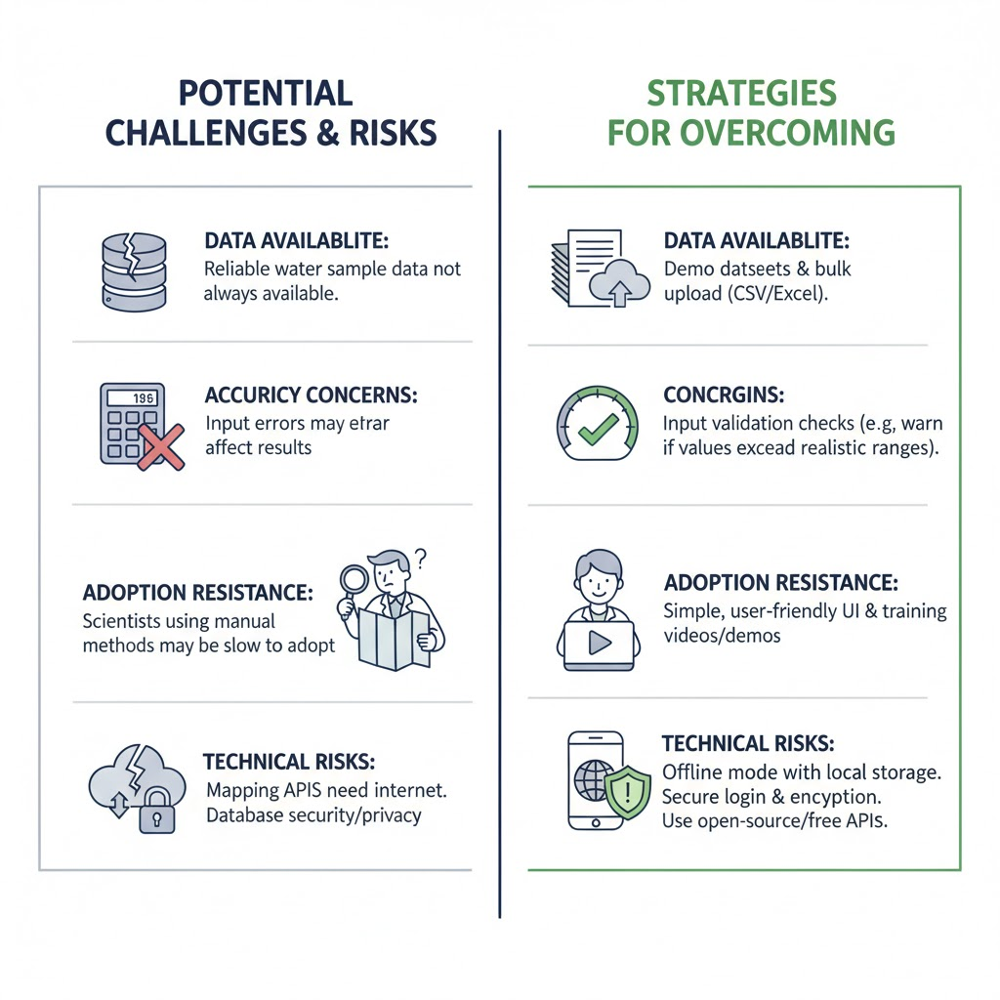 POTENTIAL
CHALLENGES & RISKS
DATA AVAILABLITE:
Reliable water sample data not
always available.
196
ACCURICY CONCERNS:
Input errors may etrar
affect results
ADOPTION RESISTANCE:
Scientists using manual
methods may be slow to adopt
?
TECHNICAL RISKS:
Mapping APIS need internet.
Database security/privacy
STRATEGIES
FOR OVERCOMING
DATA AVAILABLITE:
Demo datseets & bulk
upload (CSV/Excel).
CONCRGINS:
Input validation checks (e.g, warn
if values excead realistic ranges).
ADOPTION RESISTANCE:
Simple, user-friendly UI & training
videos/demos
TECHNICAL RISKS:
Offline mode with local storage.
Secure login & encyption.
Use open-source/free APIs.
!